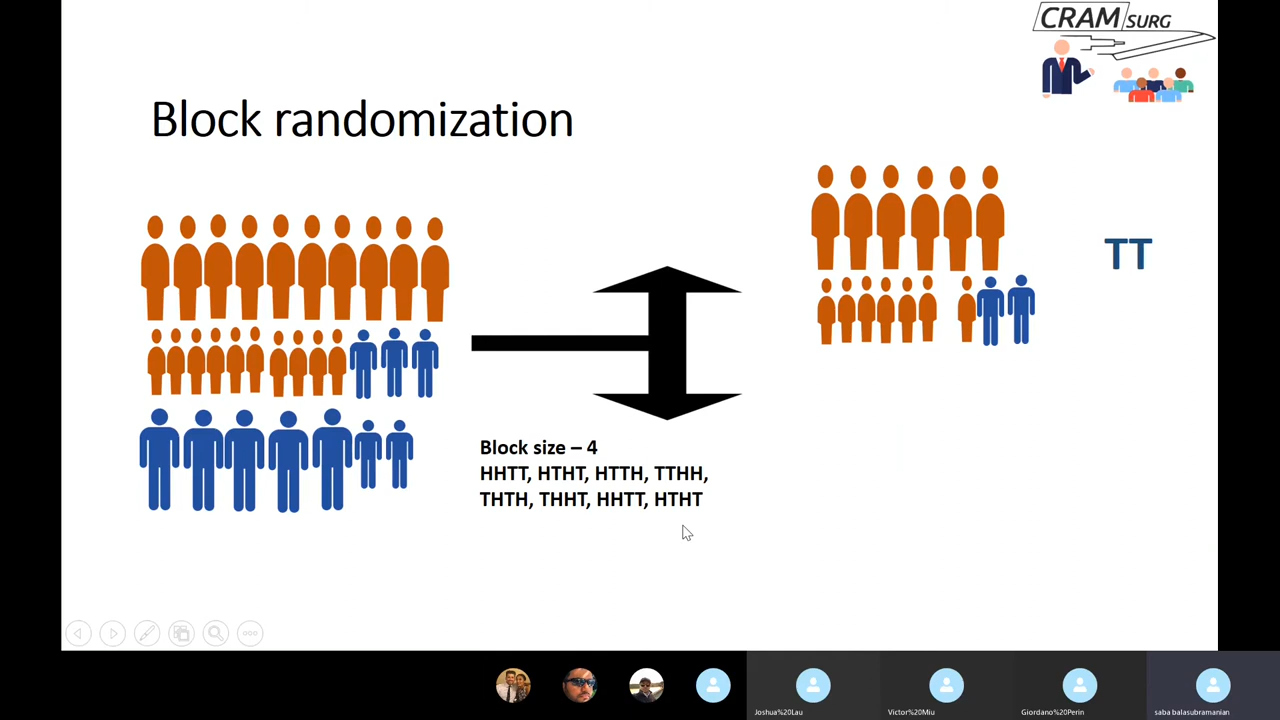 CRAM SURG
Block randomization
TT
Block size – 4
HHTT, HTHT, HTTH, TTHH,
THTH, THHT, HHTT, HTHT
Joshua%20Lau
Victor%20Miu
Giordano%20Perin
saba balasubramanian